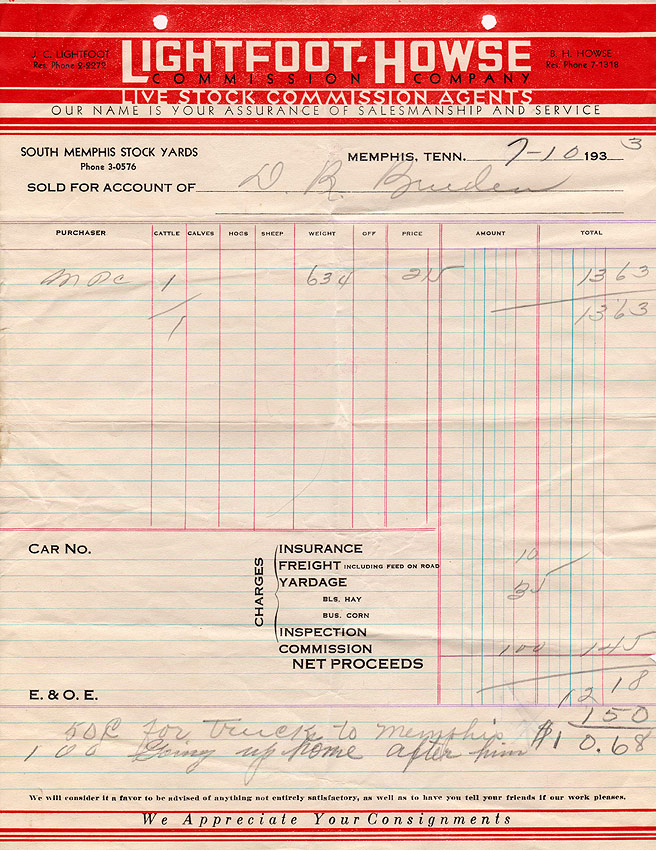 J. C. LIGHTFOOT
Res. Phone 2-2272
LIGHTFOOT-HOWSE
B. H. HOWSE
Res. Phone 7-1318
COMMISSION COMPANY
LIVE STOCK COMMISSION AGENTS
OUR NAME IS YOUR ASSURANCE OF SALESMANSHIP AND SERVICE
SOUTH MEMPHIS STOCK YARDS
Phone 3-0576
MEMPHIS, TENN. 7-10 1933
SOLD FOR ACCOUNT OF D. R.
PURCHASER CATTLE CALVES HOGS SHEEP WEIGHT OFF PRICE AMOUNT TOTAL
M P C 1 634 215 1363
1 1363
CAR NO.
CHARGES
INSURANCE 10
FREIGHT INCLUDING FEED ON ROAD
YARDAGE 35
BLS. HAY
BUS. CORN
INSPECTION
COMMISSION 100 145
NET PROCEEDS
E. & O. E. 1218
50¢ for truck to Memphis 150
100 Going up home after him $10.68
We will consider it a favor to be advised of anything not entirely satisfactory, as well as to have you tell your friends if our work pleases.
We Appreciate Your Consignments